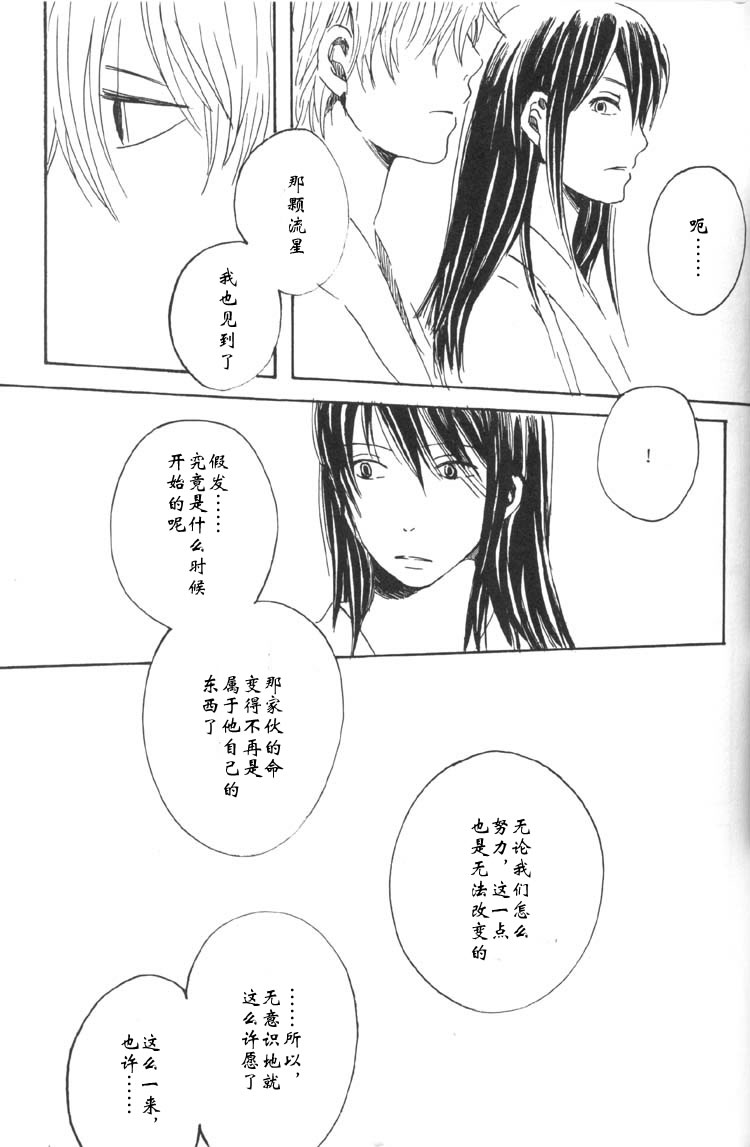 呃……
那
颗流星
我也见到
了
！
假发……
究竟是什么时候
开始的呢
那家伙的命
变得不再是
属于他自己的
东西了
无论我们怎么
努力，这一点
也是无法改变的
……所以，
无意识地就
这么许愿了
这么一来，
也许……